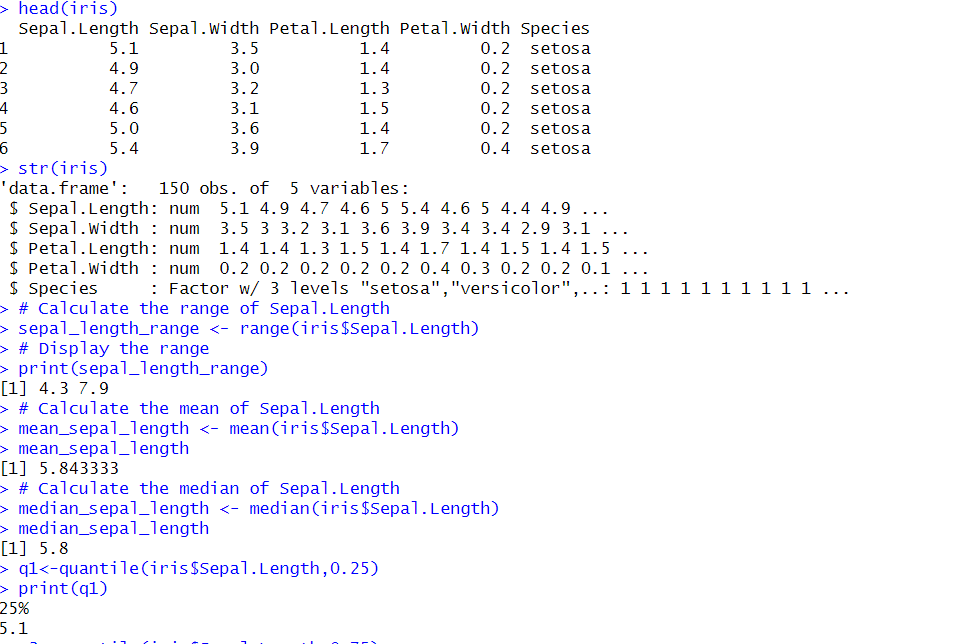 > head(iris)
  Sepal.Length Sepal.Width Petal.Length Petal.Width Species
1          5.1         3.5          1.4         0.2  setosa
2          4.9         3.0          1.4         0.2  setosa
3          4.7         3.2          1.3         0.2  setosa
4          4.6         3.1          1.5         0.2  setosa
5          5.0         3.6          1.4         0.2  setosa
6          5.4         3.9          1.7         0.4  setosa
> str(iris)
'data.frame':   150 obs. of  5 variables:
 $ Sepal.Length: num  5.1 4.9 4.7 4.6 5 5.4 4.6 5 4.4 4.9 ...
 $ Sepal.Width : num  3.5 3 3.2 3.1 3.6 3.9 3.4 3.4 2.9 3.1 ...
 $ Petal.Length: num  1.4 1.4 1.3 1.5 1.4 1.7 1.4 1.5 1.4 1.5 ...
 $ Petal.Width : num  0.2 0.2 0.2 0.2 0.2 0.4 0.3 0.2 0.2 0.1 ...
 $ Species     : Factor w/ 3 levels "setosa","versicolor",..: 1 1 1 1 1 1 1 1 1 1 ...
> # Calculate the range of Sepal.Length
> sepal_length_range <- range(iris$Sepal.Length)
> # Display the range
> print(sepal_length_range)
[1] 4.3 7.9
> # Calculate the mean of Sepal.Length
> mean_sepal_length <- mean(iris$Sepal.Length)
> mean_sepal_length
[1] 5.843333
> # Calculate the median of Sepal.Length
> median_sepal_length <- median(iris$Sepal.Length)
> median_sepal_length
[1] 5.8
> q1<-quantile(iris$Sepal.Length,0.25)
> print(q1)
25%
5.1